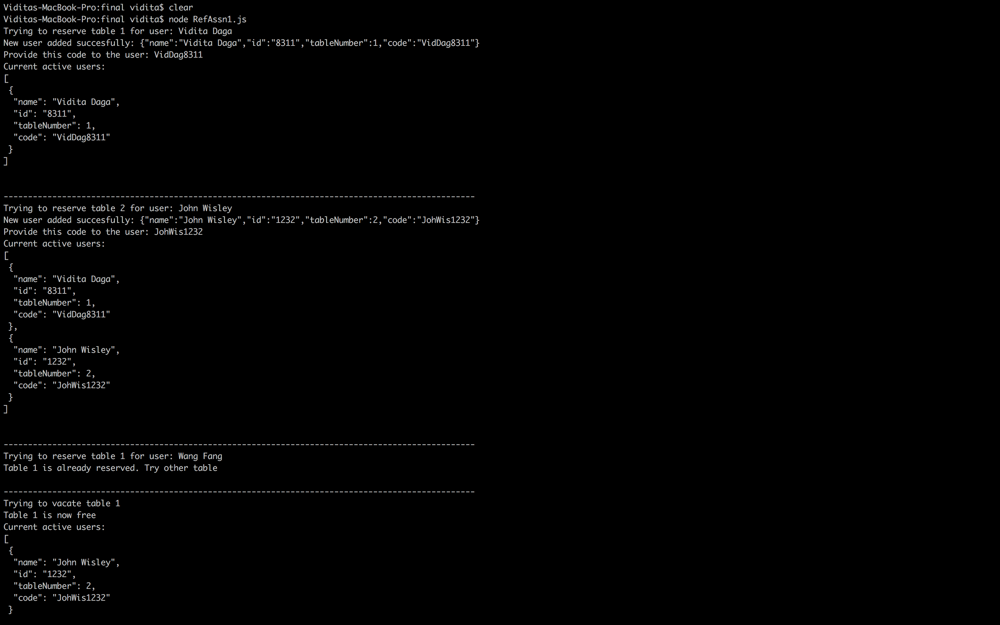 Viditas-MacBook-Pro:final vidita$ clear
Viditas-MacBook-Pro:final vidita$ node RefAssn1.js
Trying to reserve table 1 for user: Vidita Daga
New user added succesfully: {"name":"Vidita Daga","id":"8311","tableNumber":1,"code":"VidDag8311"}
Provide this code to the user: VidDag8311
Current active users:
[
 {
  "name": "Vidita Daga",
  "id": "8311",
  "tableNumber": 1,
  "code": "VidDag8311"
 }
]
-------------------------------------------------------------------------------------------------
Trying to reserve table 2 for user: John Wisley
New user added succesfully: {"name":"John Wisley","id":"1232","tableNumber":2,"code":"JohWis1232"}
Provide this code to the user: JohWis1232
Current active users:
[
 {
  "name": "Vidita Daga",
  "id": "8311",
  "tableNumber": 1,
  "code": "VidDag8311"
 },
 {
  "name": "John Wisley",
  "id": "1232",
  "tableNumber": 2,
  "code": "JohWis1232"
 }
]
-------------------------------------------------------------------------------------------------
Trying to reserve table 1 for user: Wang Fang
Table 1 is already reserved. Try other table
-------------------------------------------------------------------------------------------------
Trying to vacate table 1
Table 1 is now free
Current active users:
[
 {
  "name": "John Wisley",
  "id": "1232",
  "tableNumber": 2,
  "code": "JohWis1232"
 }